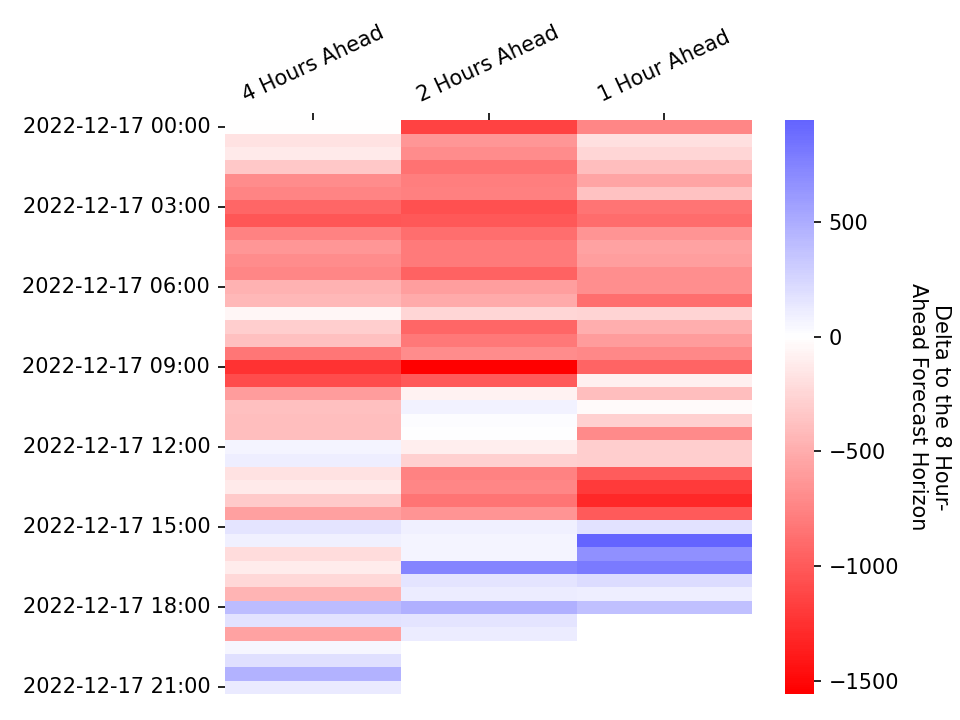 4 Hours Ahead
2 Hours Ahead
1 Hour Ahead
2022-12-17 00:00
2022-12-17 03:00
2022-12-17 06:00
2022-12-17 09:00
2022-12-17 12:00
2022-12-17 15:00
2022-12-17 18:00
2022-12-17 21:00
500
0
−500
−1000
−1500
Delta to the 8 Hour-
Ahead Forecast Horizon